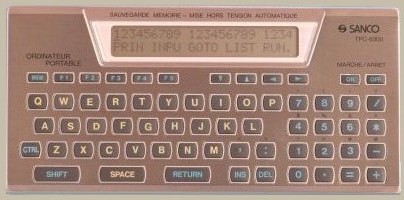 SAUVEGARDE MEMOIRE - MISE HORS TENSION AUTOMATIQUE
123456789 123456789 1234
PRIN INPU GOTO LIST RUN.
SANCO
TPC-8300
ORDINATEUR
PORTABLE
MARCHE/ARRET
F1 F2 F3 F4 F5 ▼ ▲ ◄ ► ON OFF
Q W E R T Y U I O P 7 8 9 /
A S D F G H J K L 4 5 6 *
CTRL Z X C V B N M , : 1 2 3 -
SHIFT SPACE RETURN INS DEL 0 . = +